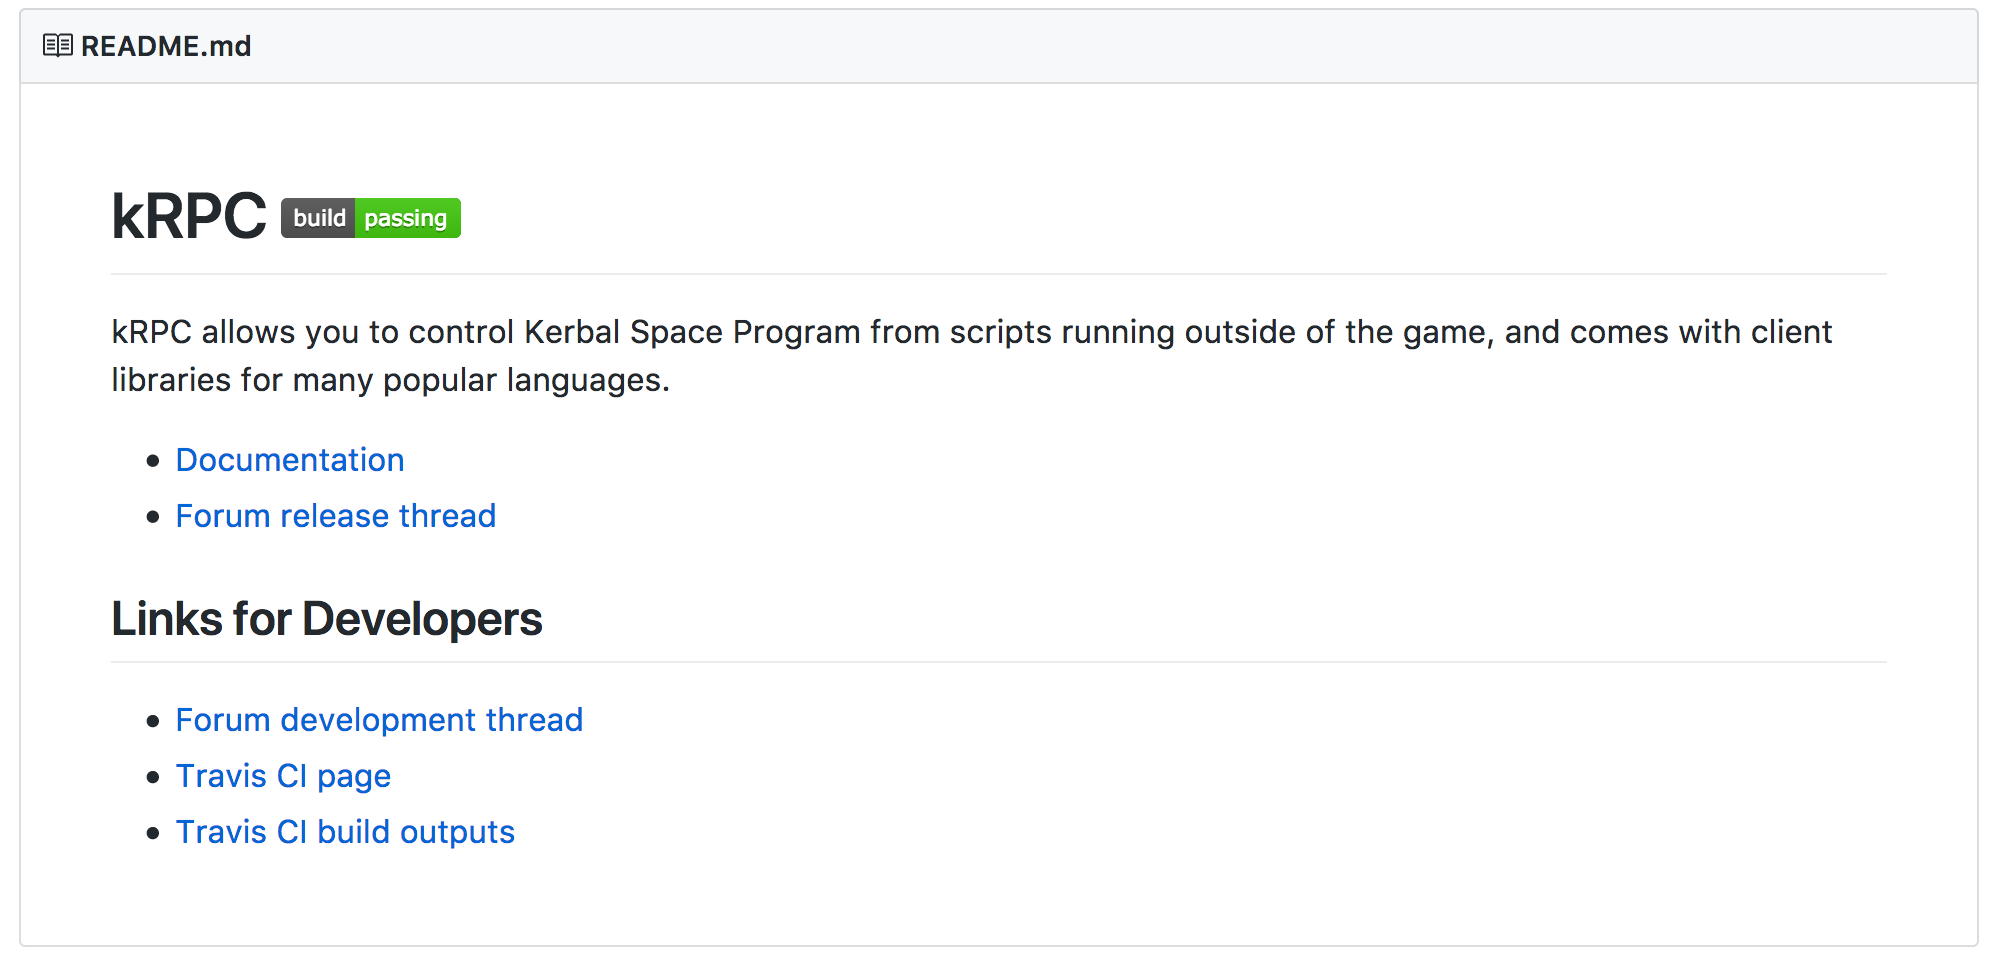 README.md
kRPC build passing
kRPC allows you to control Kerbal Space Program from scripts running outside of the game, and comes with client
libraries for many popular languages.
Documentation
Forum release thread
Links for Developers
Forum development thread
Travis CI page
Travis CI build outputs